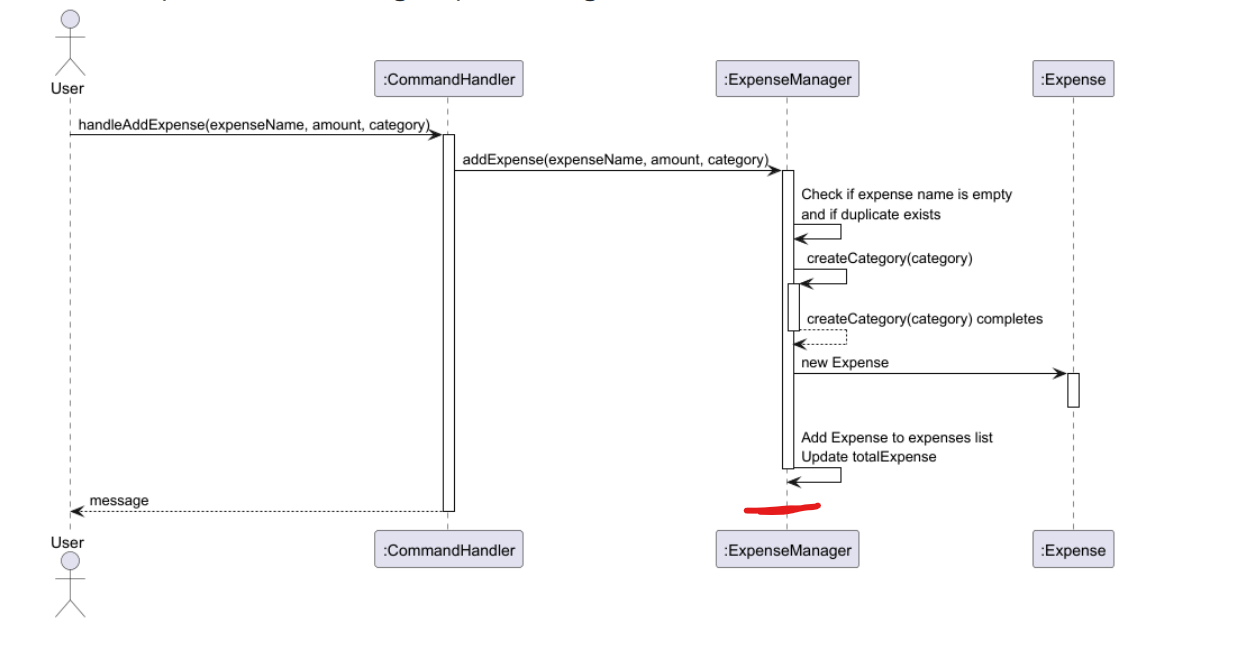 User
:CommandHandler
:ExpenseManager
:Expense
handleAddExpense(expenseName, amount, category)
addExpense(expenseName, amount, category)
Check if expense name is empty
and if duplicate exists
createCategory(category)
createCategory(category) completes
new Expense
Add Expense to expenses list
Update totalExpense
message
User
:CommandHandler
:ExpenseManager
:Expense